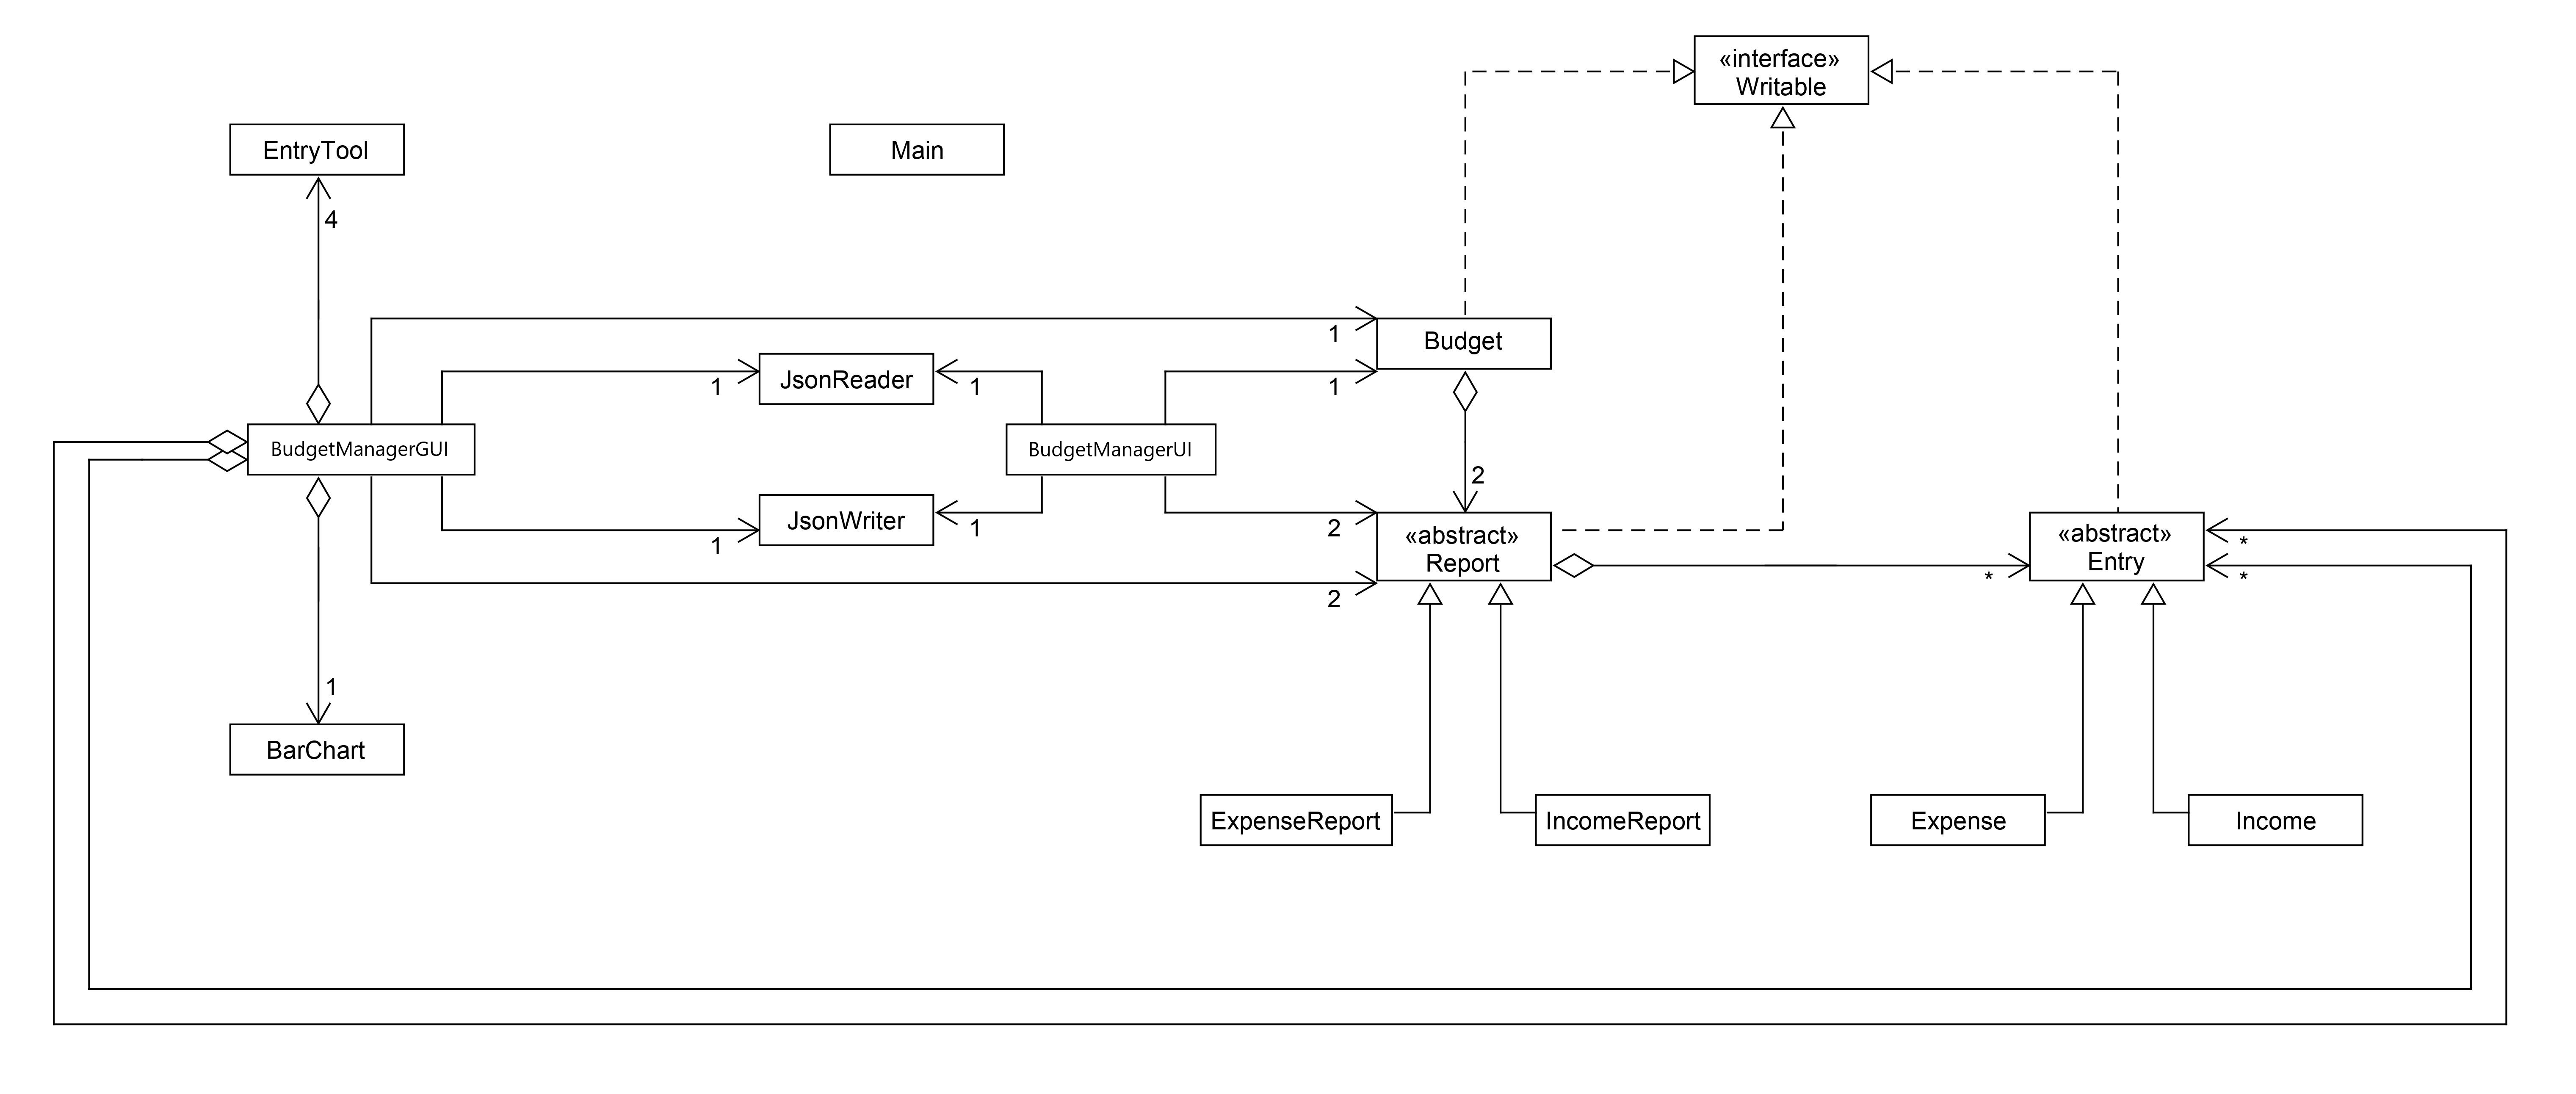 «interface»
Writable
EntryTool
Main
4
1
Budget
1
JsonReader
1
1
BudgetManagerGUI
BudgetManagerUI
2
1
JsonWriter
1
2
«abstract»
Report
2
*
«abstract»
Entry
*
*
1
BarChart
ExpenseReport
IncomeReport
Expense
Income